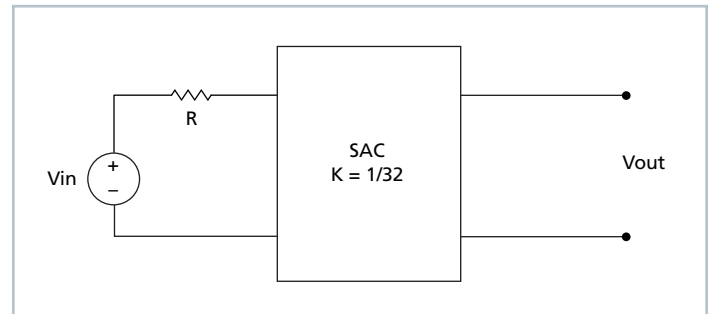 R
SAC
K = 1/32
Vin
+
−
Vout